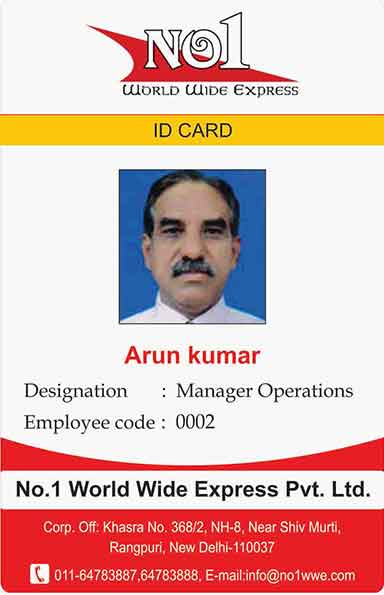 NO1
WORLD WIDE EXPRESS
ID CARD
Arun kumar
Designation : Manager Operations
Employee code : 0002
No.1 World Wide Express Pvt. Ltd.
Corp. Off: Khasra No. 368/2, NH-8, Near Shiv Murti,
Rangpuri, New Delhi-110037
011-64783887,64783888, E-mail:info@no1wwe.com